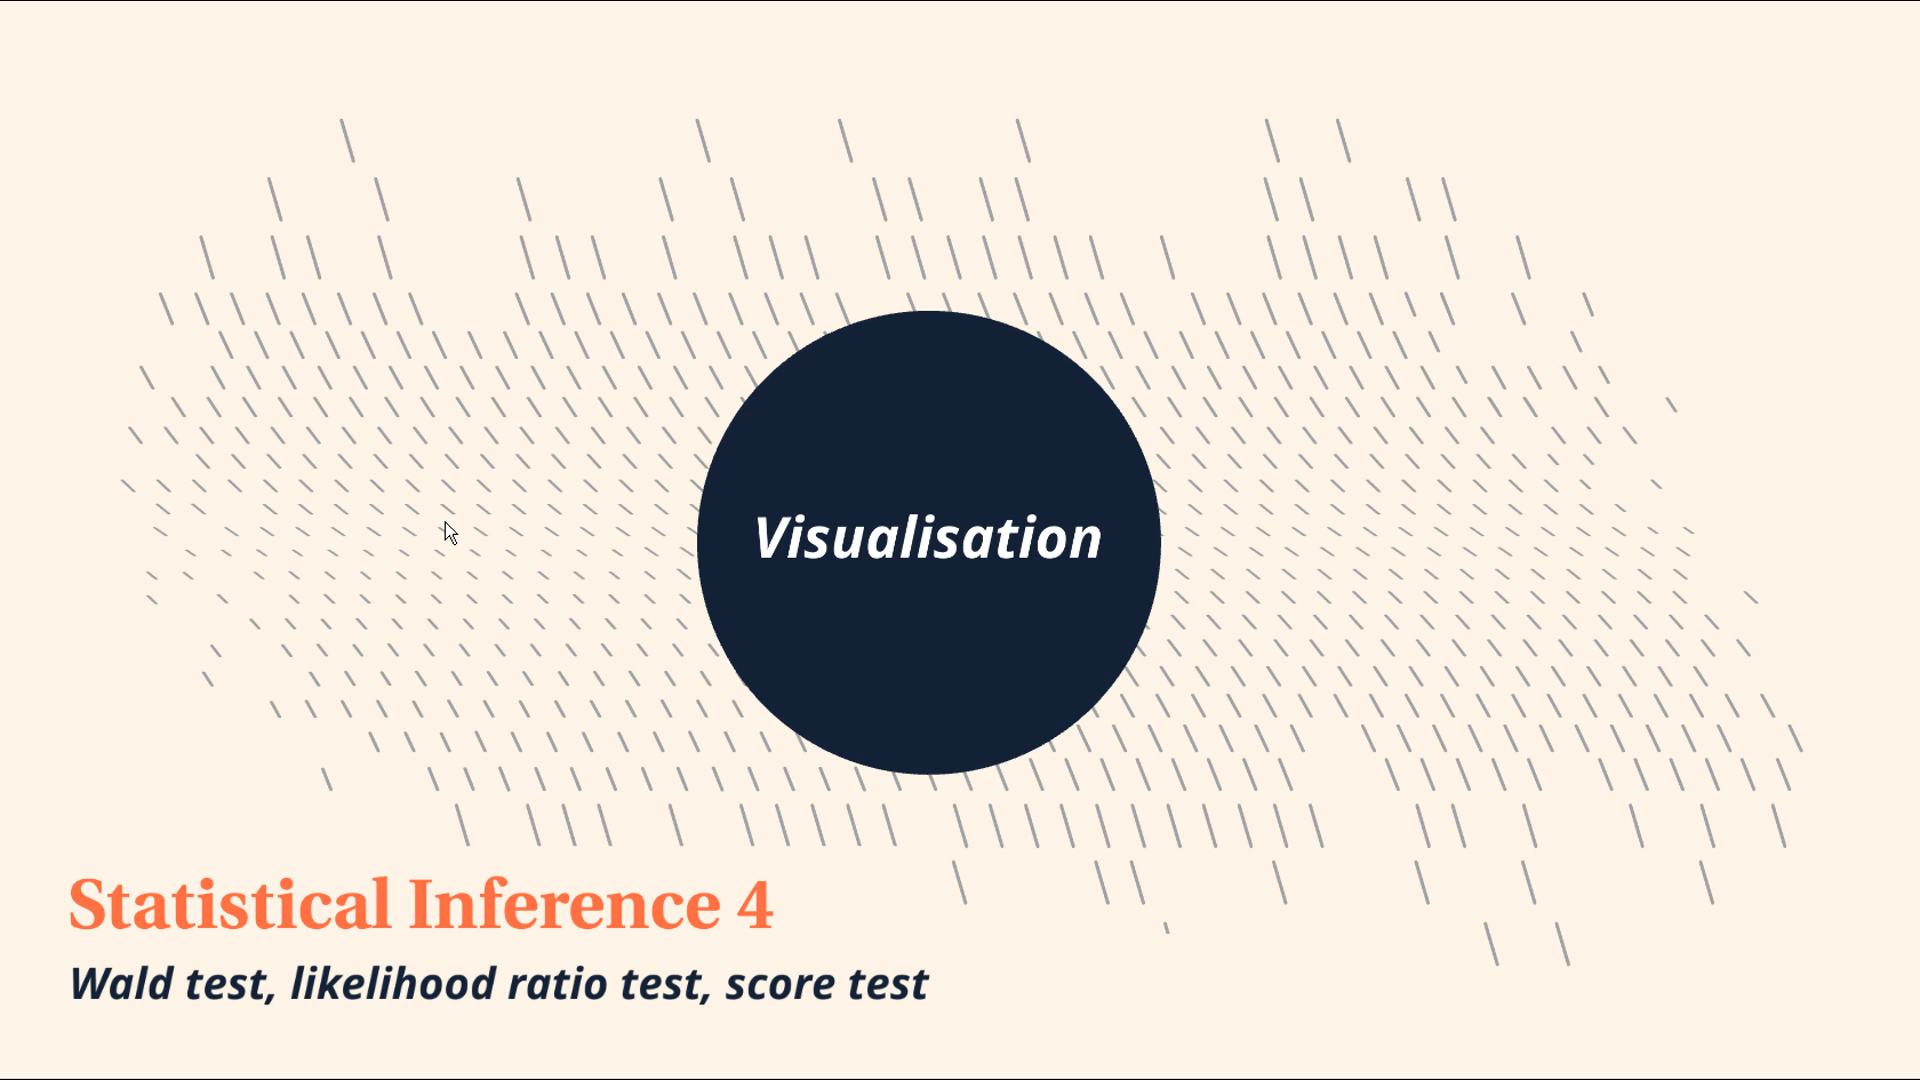 Visualisation
Statistical Inference 4
Wald test, likelihood ratio test, score test